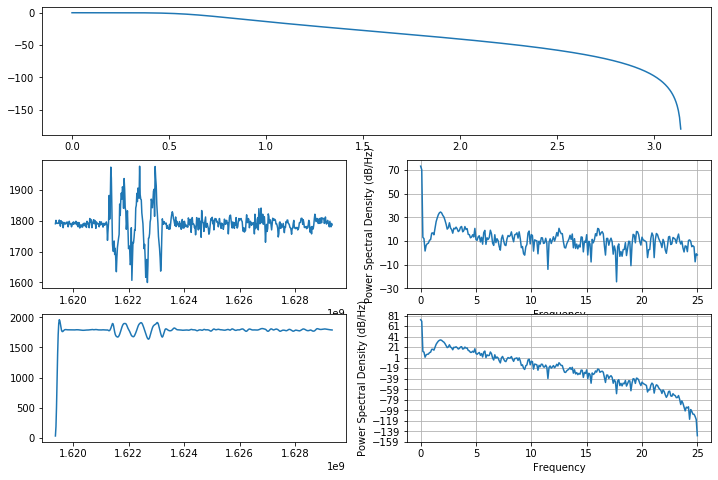 0
−50
−100
−150
0.0 0.5 1.0 1.5 2.0 2.5 3.0
1900
1800
1700
1600
1.620 1.622 1.624 1.626 1.628
1e9
Power Spectral Density (dB/Hz)
70
50
30
10
−10
−30
0 5 10 15 20 25
Frequency
2000
1500
1000
500
0
1.620 1.622 1.624 1.626 1.628
1e9
Power Spectral Density (dB/Hz)
81
61
41
21
1
−19
−39
−59
−79
−99
−119
−139
−159
0 5 10 15 20 25
Frequency